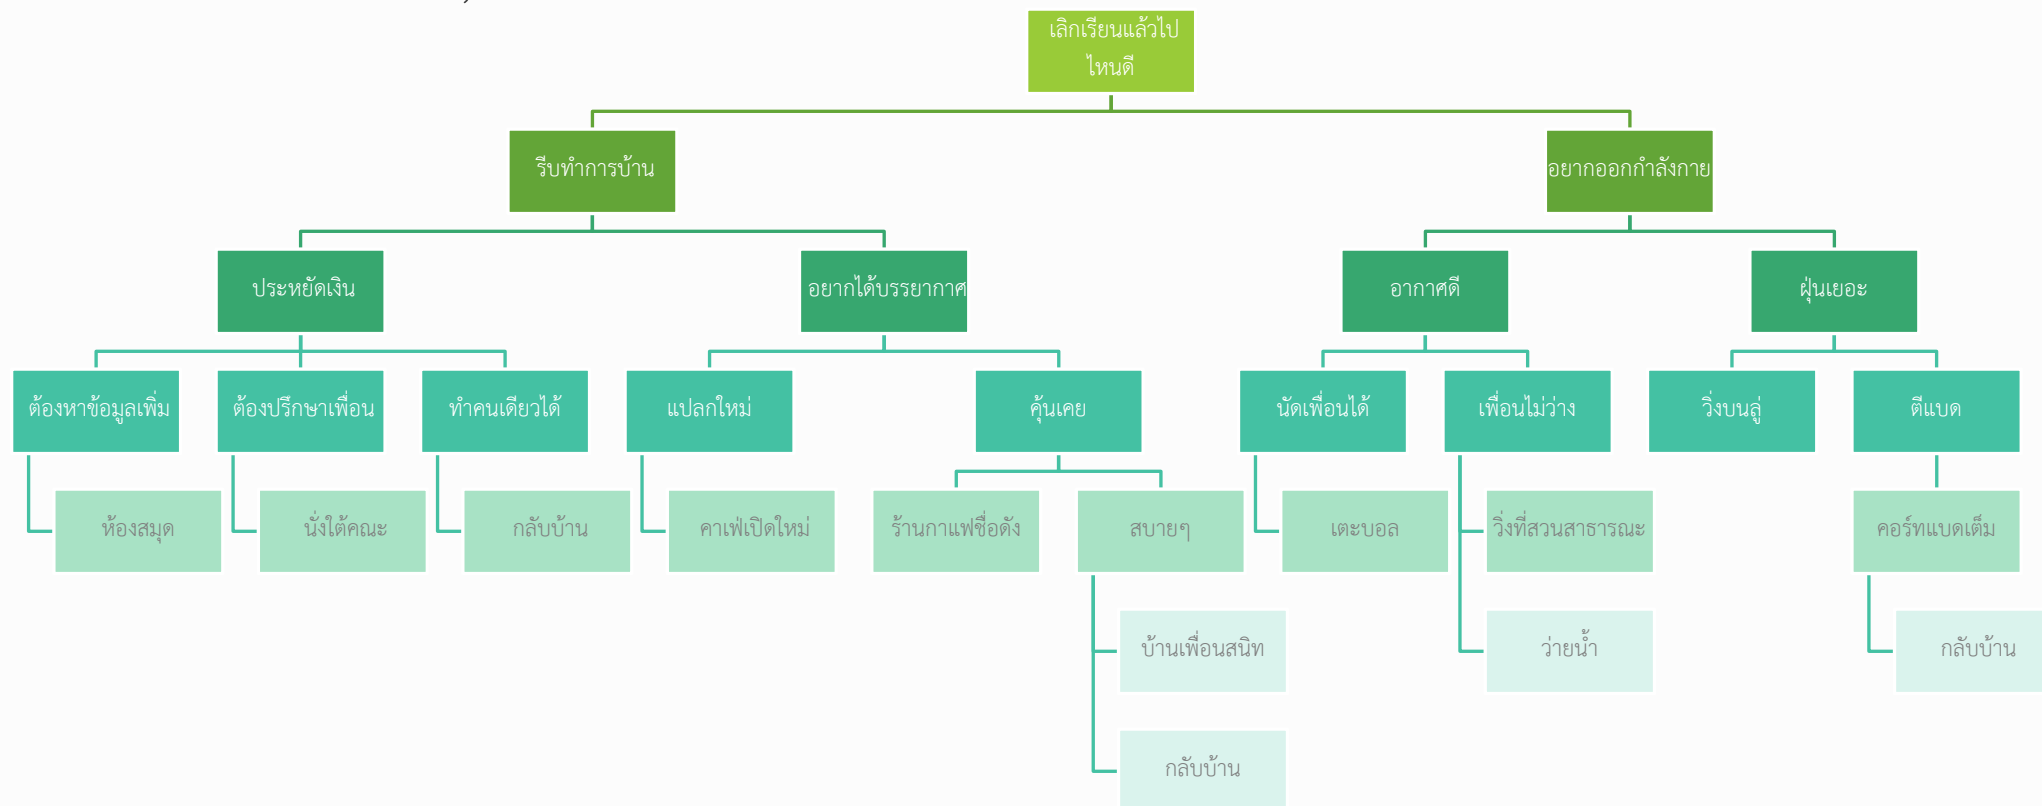 เลิกเรียนแล้วไป
ไหนดี
รีบทำการบ้าน
อยากออกกำลังกาย
ประหยัดเงิน
อยากได้บรรยากาศ
อากาศดี
ฝุ่นเยอะ
ต้องหาข้อมูลเพิ่ม
ต้องปรึกษาเพื่อน
ทำคนเดียวได้
แปลกใหม่
คุ้นเคย
นัดเพื่อนได้
เพื่อนไม่ว่าง
วิ่งบนลู่
ตีแบด
ห้องสมุด
นั่งใต้คณะ
กลับบ้าน
คาเฟ่เปิดใหม่
ร้านกาแฟชื่อดัง
สบายๆ
เตะบอล
วิ่งที่สวนสาธารณะ
คอร์ทแบดเต็ม
บ้านเพื่อนสนิท
ว่ายน้ำ
กลับบ้าน
กลับบ้าน